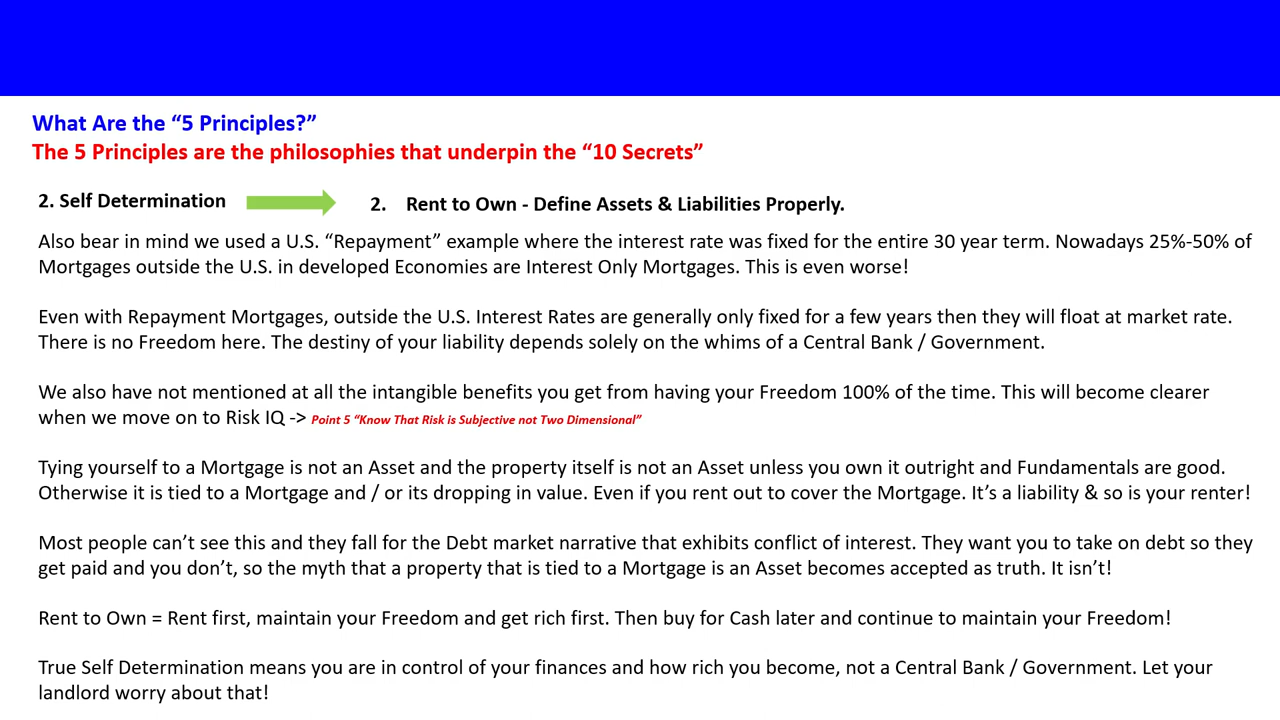 What Are the “5 Principles?”
The 5 Principles are the philosophies that underpin the “10 Secrets”
2. Self Determination
2. Rent to Own - Define Assets & Liabilities Properly.
Also bear in mind we used a U.S. “Repayment” example where the interest rate was fixed for the entire 30 year term. Nowadays 25%-50% of
Mortgages outside the U.S. in developed Economies are Interest Only Mortgages. This is even worse!
Even with Repayment Mortgages, outside the U.S. Interest Rates are generally only fixed for a few years then they will float at market rate.
There is no Freedom here. The destiny of your liability depends solely on the whims of a Central Bank / Government.
We also have not mentioned at all the intangible benefits you get from having your Freedom 100% of the time. This will become clearer
when we move on to Risk IQ -> Point 5 “Know That Risk is Subjective not Two Dimensional”
Tying yourself to a Mortgage is not an Asset and the property itself is not an Asset unless you own it outright and Fundamentals are good.
Otherwise it is tied to a Mortgage and / or its dropping in value. Even if you rent out to cover the Mortgage. It’s a liability & so is your renter!
Most people can’t see this and they fall for the Debt market narrative that exhibits conflict of interest. They want you to take on debt so they
get paid and you don’t, so the myth that a property that is tied to a Mortgage is an Asset becomes accepted as truth. It isn’t!
Rent to Own = Rent first, maintain your Freedom and get rich first. Then buy for Cash later and continue to maintain your Freedom!
True Self Determination means you are in control of your finances and how rich you become, not a Central Bank / Government. Let your
landlord worry about that!